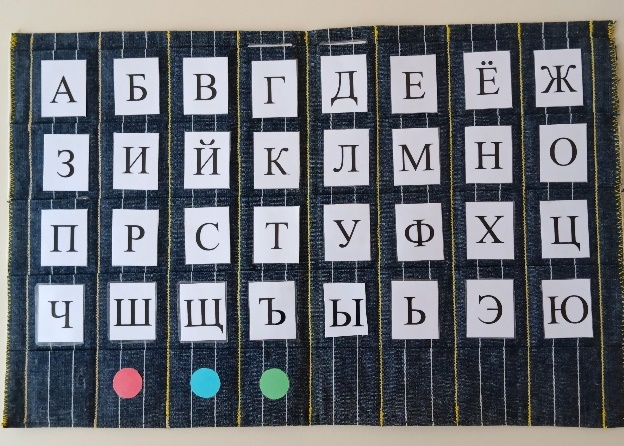 А Б В Г Д Е Ё Ж
З И Й К Л М Н О
П Р С Т У Ф Х Ц
Ч Ш Щ Ъ Ы Ь Э Ю